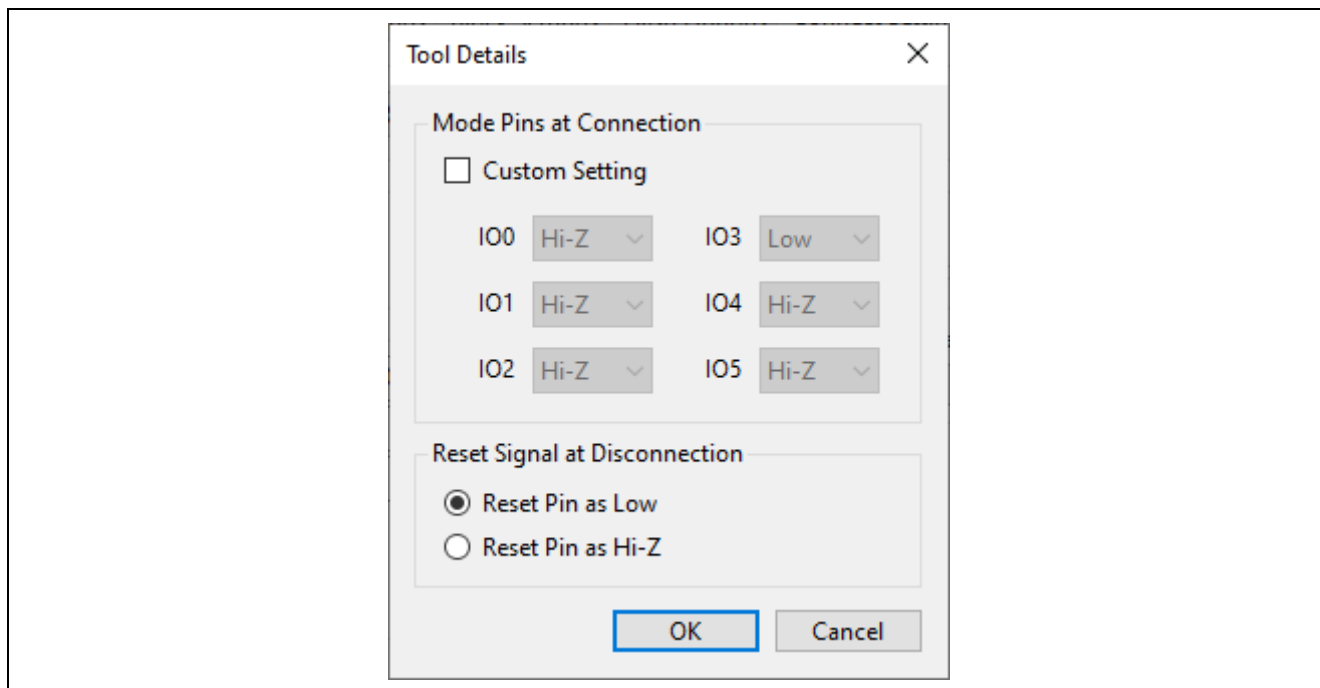 Tool Details
Mode Pins at Connection
Custom Setting
IO0 Hi-Z IO3 Low
IO1 Hi-Z IO4 Hi-Z
IO2 Hi-Z IO5 Hi-Z
Reset Signal at Disconnection
Reset Pin as Low
Reset Pin as Hi-Z
OK Cancel